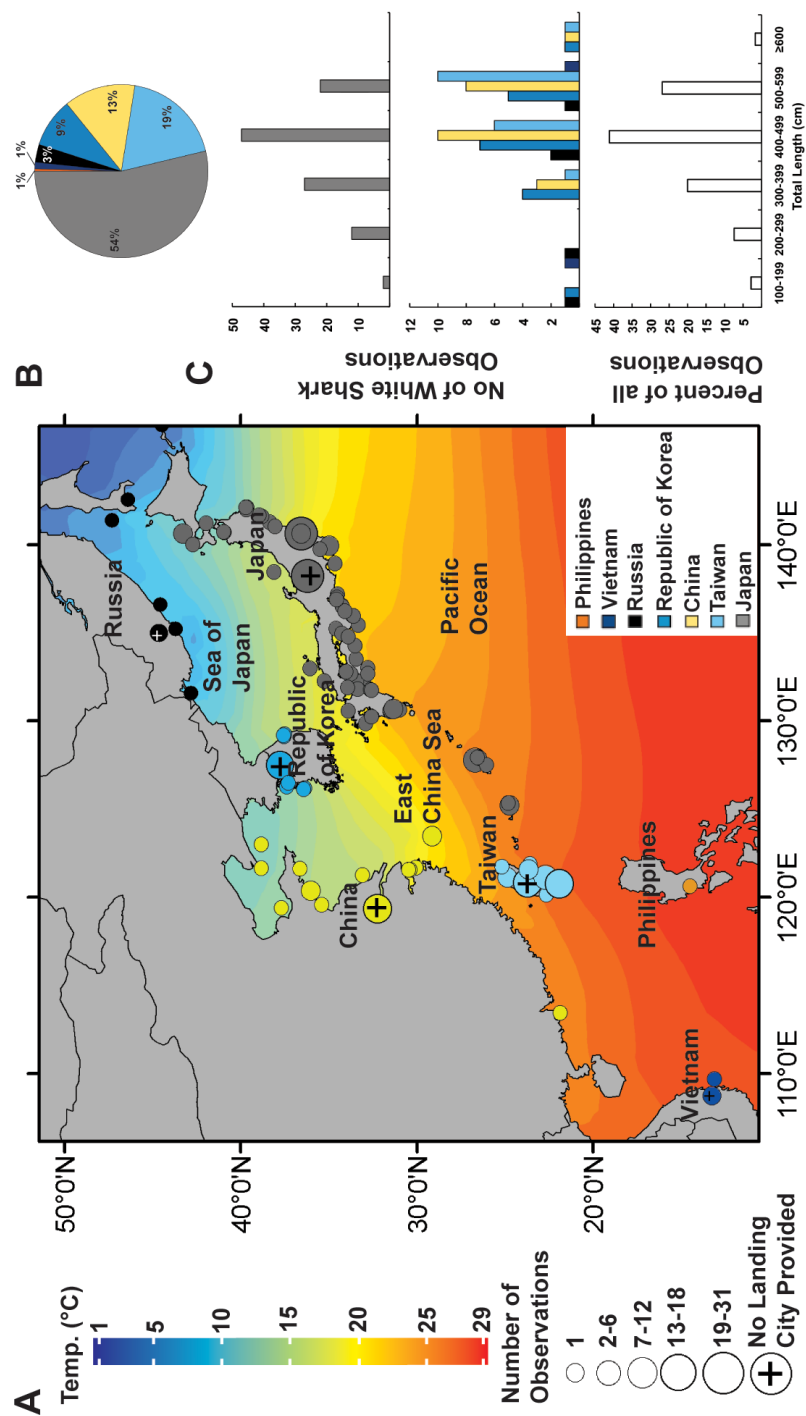 A
Temp. (°C)
1
5
10
15
20
25
29
Number of
Observations
1
2-6
7-12
13-18
19-31
No Landing
City Provided
50°0'N
40°0'N
30°0'N
20°0'N
110°0'E
120°0'E
130°0'E
140°0'E
Russia
Sea of
Japan
Japan
Republic
of Korea
China
East
China Sea
Pacific
Ocean
Taiwan
Philippines
Vietnam
Philippines
Vietnam
Russia
Republic of Korea
China
Taiwan
Japan
B
1%
1%
3%
9%
13%
19%
54%
C
No of White Shark
Observations
50
40
30
20
10
12
10
8
6
4
2
Percent of all
Observations
45
40
35
30
25
20
15
10
5
100-199
200-299
300-399
400-499
500-599
≥600
Total Length (cm)